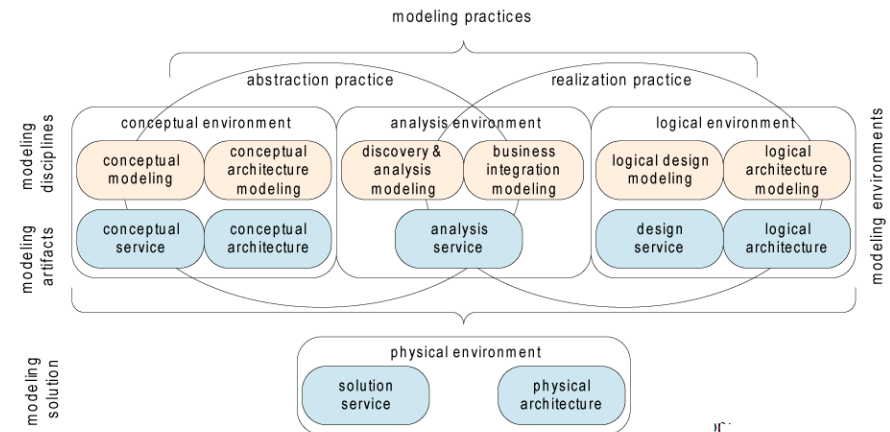 modeling practices
abstraction practice
realization practice
conceptual environment
analysis environment
logical environment
modeling
disciplines
conceptual
modeling
conceptual
architecture
modeling
discovery &
analysis
modeling
business
integration
modeling
logical design
modeling
logical
architecture
modeling
modeling environments
modeling
artifacts
conceptual
service
conceptual
architecture
analysis
service
design
service
logical
architecture
modeling
solution
physical environment
solution
service
physical
architecture